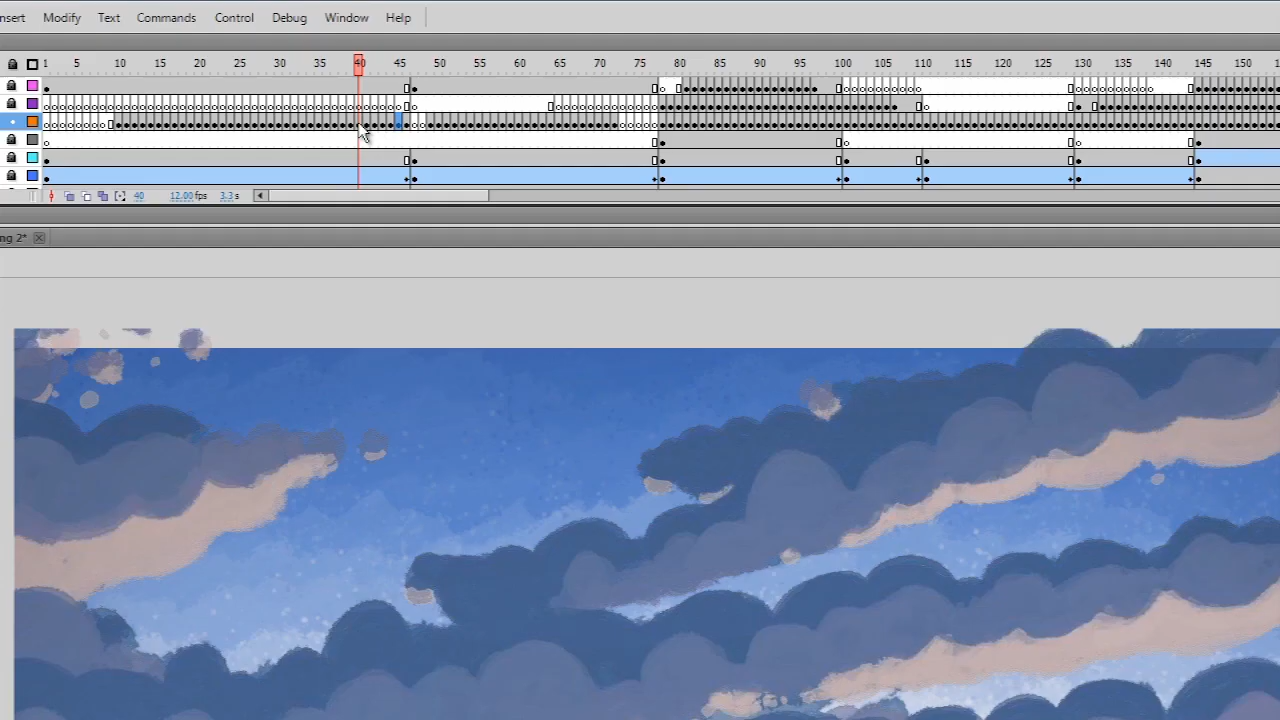 nsert Modify Text Commands Control Debug Window Help
1 5 10 15 20 25 30 35 40 45 50 55 60 65 70 75 80 85 90 95 100 105 110 115 120 125 130 135 140 145 150 15
40 12.00 fps 3.3 s
ng 2*